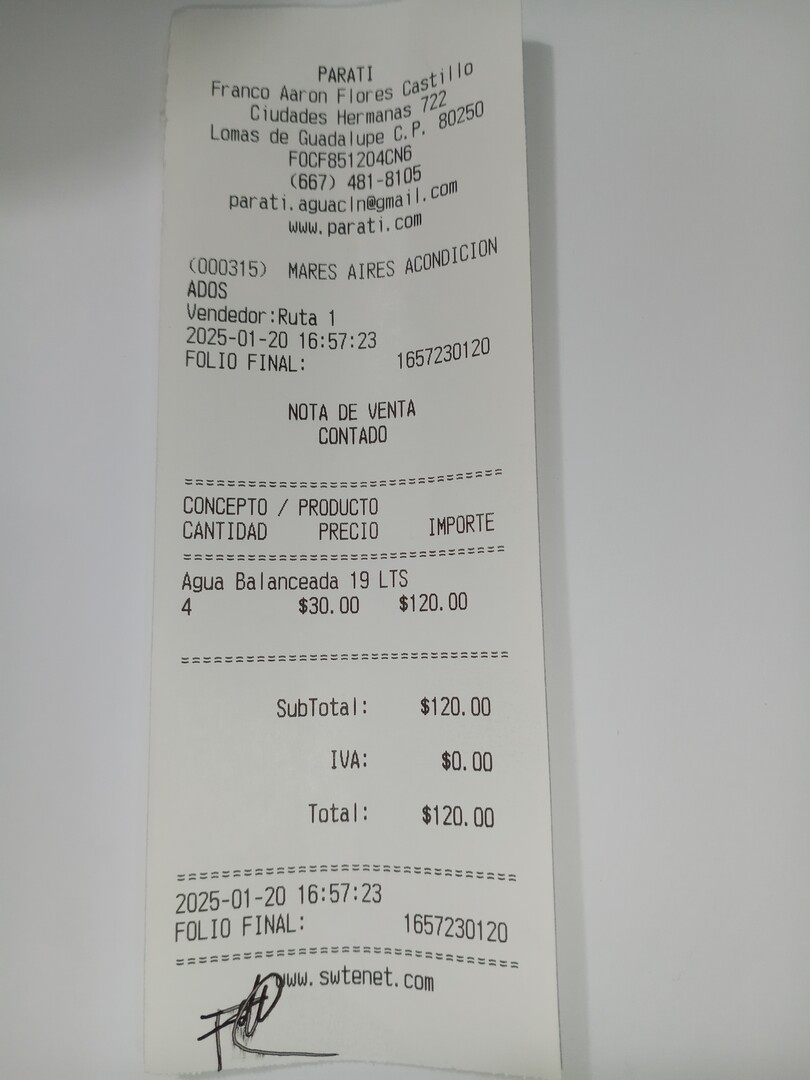 PARATI
Franco Aaron Flores Castillo
Ciudades Hermanas 722
Lomas de Guadalupe C.P. 80250
FOCF851204CN6
(667) 481-8105
parati.aguacln@gmail.com
www.parati.com
(000315) MARES AIRES ACONDICION
ADOS
Vendedor:Ruta 1
2025-01-20 16:57:23
FOLIO FINAL: 1657230120
NOTA DE VENTA
CONTADO
===============================
CONCEPTO / PRODUCTO
CANTIDAD PRECIO IMPORTE
===============================
Agua Balanceada 19 LTS
4 $30.00 $120.00
===============================
SubTotal: $120.00
IVA: $0.00
Total: $120.00
===============================
2025-01-20 16:57:23
FOLIO FINAL: 1657230120
===============================
www.swtenet.com